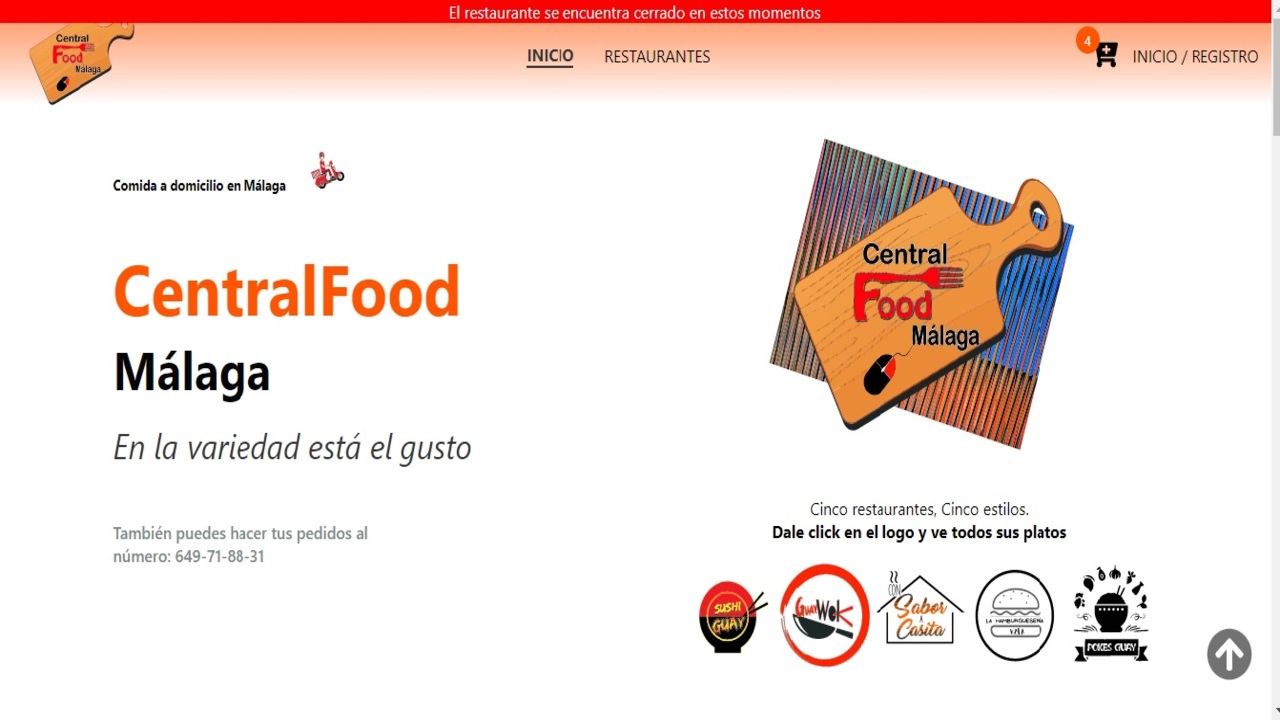 El restaurante se encuentra cerrado en estos momentos
Central
Food
Málaga
INICIO
RESTAURANTES
4
INICIO / REGISTRO
Comida a domicilio en Málaga
CentralFood
Málaga
En la variedad está el gusto
También puedes hacer tus pedidos al
número: 649-71-88-31
Central
Food
Málaga
Cinco restaurantes, Cinco estilos.
Dale click en el logo y ve todos sus platos
SUSHI
GUAY
GUAY WOK
CON
Sabor
A
Casita
LA HAMBURGUESERÍA
POKES GUAY